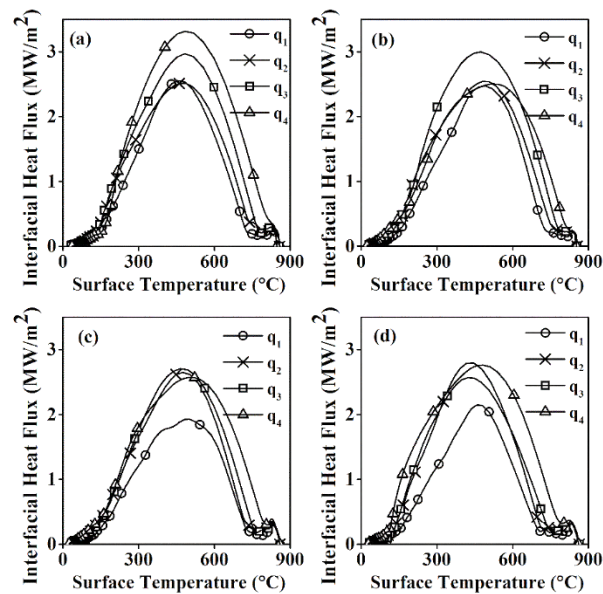 (a)
q1
q2
q3
q4
3
2
1
0
0 300 600 900
Interfacial Heat Flux (MW/m2)
Surface Temperature (°C)
(b)
q1
q2
q3
q4
3
2
1
0
0 300 600 900
Interfacial Heat Flux (MW/m2)
Surface Temperature (°C)
(c)
q1
q2
q3
q4
3
2
1
0
0 300 600 900
Interfacial Heat Flux (MW/m2)
Surface Temperature (°C)
(d)
q1
q2
q3
q4
3
2
1
0
0 300 600 900
Interfacial Heat Flux (MW/m2)
Surface Temperature (°C)